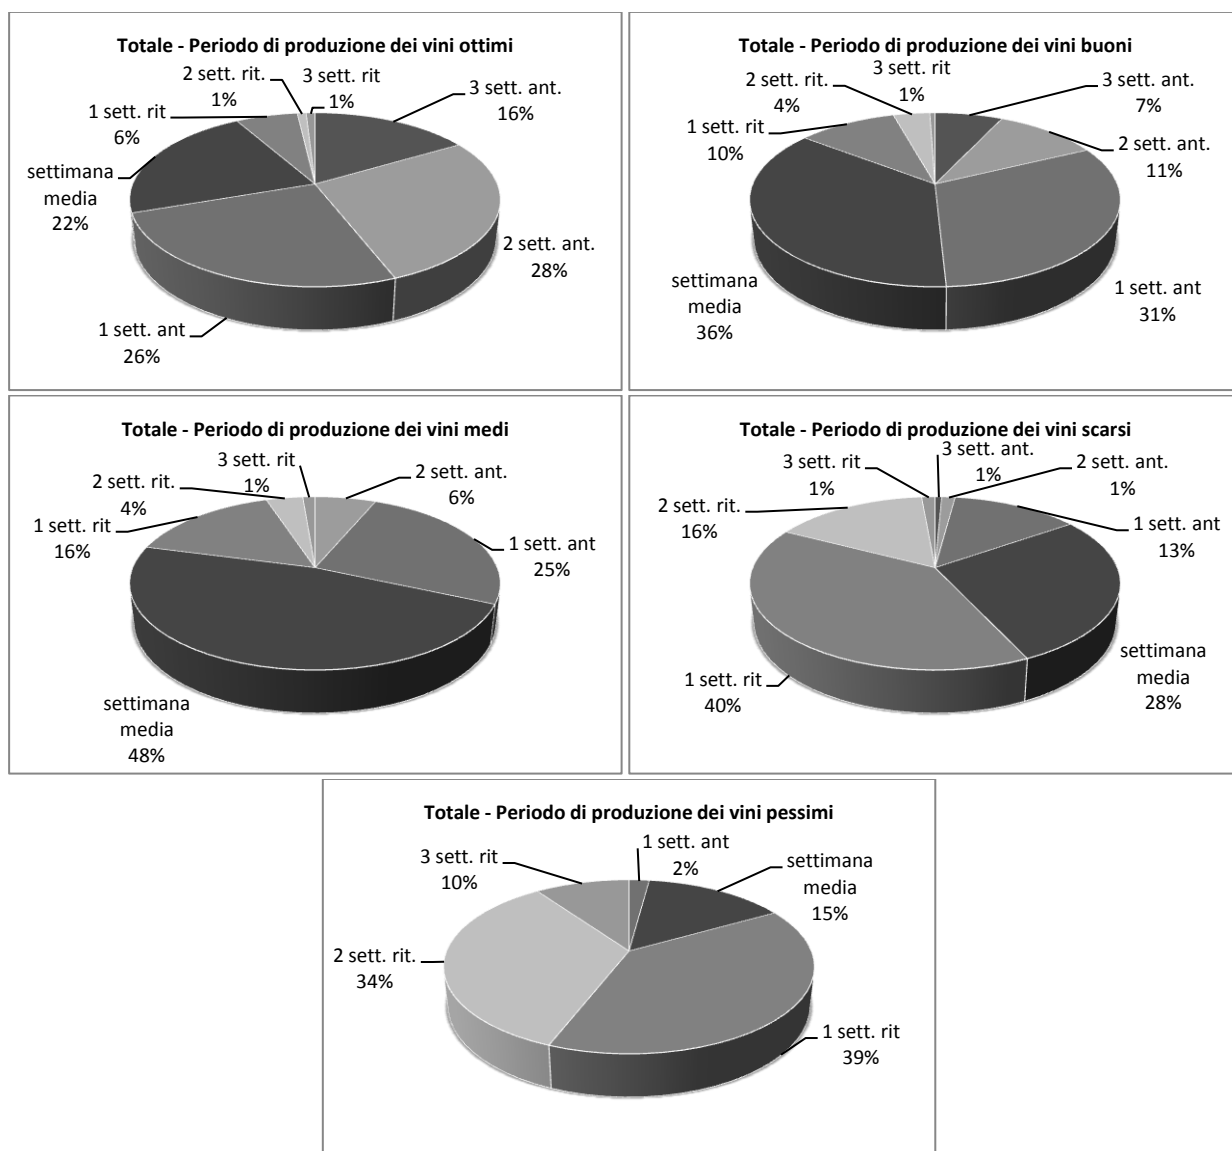 Totale - Periodo di produzione dei vini ottimi
2 sett. rit.
1%
3 sett rit
1%
3 sett. ant.
16%
1 sett. rit
6%
settimana
media
22%
2 sett. ant.
28%
1 sett. ant
26%
Totale - Periodo di produzione dei vini buoni
2 sett. rit.
4%
3 sett. rit
1%
3 sett. ant.
7%
1 sett. rit
10%
2 sett. ant.
11%
settimana
media
36%
1 sett. ant
31%
Totale - Periodo di produzione dei vini medi
3 sett. rit
1%
2 sett. ant.
6%
2 sett. rit.
4%
1 sett. rit
16%
1 sett. ant
25%
settimana
media
48%
Totale - Periodo di produzione dei vini scarsi
3 sett. rit
1%
3 sett. ant.
1%
2 sett. ant.
1%
2 sett. rit.
16%
1 sett. ant
13%
1 sett. rit
40%
settimana
media
28%
Totale - Periodo di produzione dei vini pessimi
3 sett. rit
10%
1 sett. ant
2%
settimana
media
15%
2 sett. rit.
34%
1 sett. rit
39%